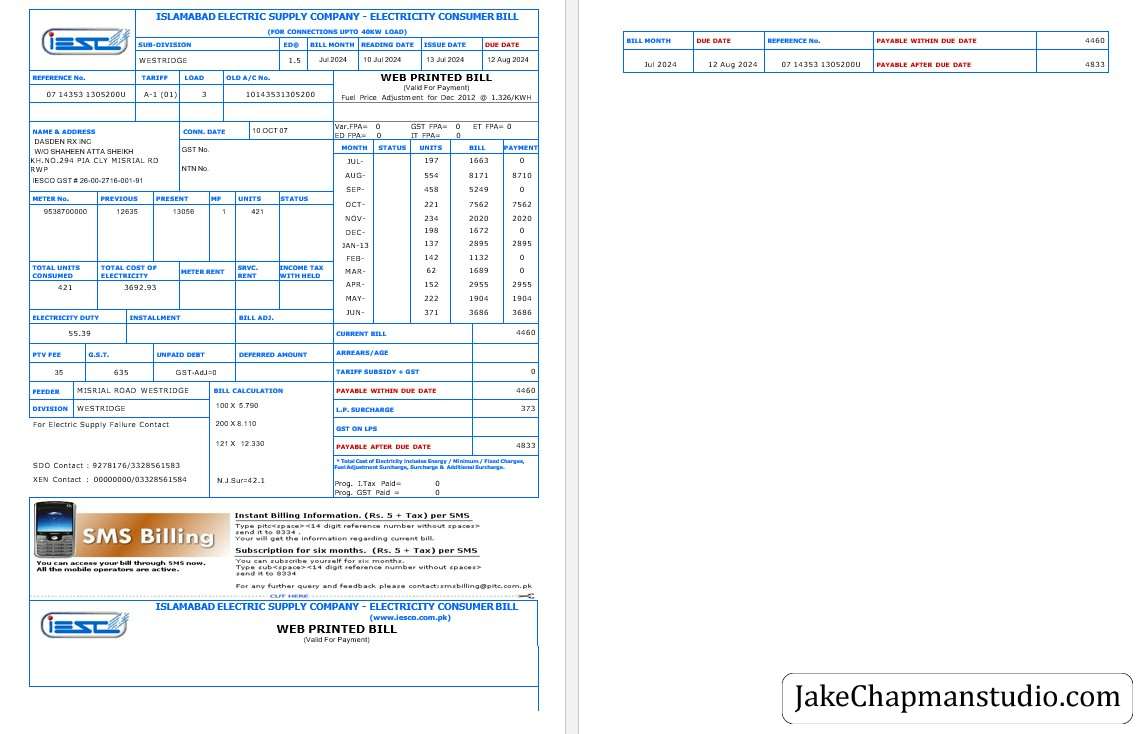 ISLAMABAD ELECTRIC SUPPLY COMPANY - ELECTRICITY CONSUMER BILL
(FOR CONNECTIONS UPTO 40KW LOAD)
iesco
SUB-DIVISION ED@ BILL MONTH READING DATE ISSUE DATE DUE DATE
WESTRIDGE 1.5 Jul 2024 10 Jul 2024 13 Jul 2024 12 Aug 2024
REFERENCE No. TARIFF LOAD OLD A/C No.
07 14353 1305200U A-1 (01) 3 10143531305200
WEB PRINTED BILL
(Valid For Payment)
Fuel Price Adjustment for Dec 2012 @ 1.326/KWH
NAME & ADDRESS
DASDEN RX INC
W/O SHAHEEN ATTA SHEIKH
KH.NO.294 PIA CLY MISRIAL RD
RWP
IESCO GST# 26-00-2716-001-91
CONN. DATE 10 OCT 07
GST No.
NTN No.
Var.FPA= 0 GST FPA= 0 ET FPA= 0
ED FPA= 0 IT FPA= 0
MONTH STATUS UNITS BILL PAYMENT
JUL- 197 1663 0
AUG- 554 8171 8710
SEP- 458 5249 0
OCT- 221 7562 7562
NOV- 234 2020 2020
DEC- 198 1672 0
JAN-13 137 2895 2895
FEB- 142 1132 0
MAR- 62 1689 0
APR- 152 2955 2955
MAY- 222 1904 1904
JUN- 371 3686 3686
METER No. PREVIOUS PRESENT MF UNITS STATUS
9538700000 12635 13056 1 421
TOTAL UNITS CONSUMED TOTAL COST OF ELECTRICITY METER RENT SRVC. RENT INCOME TAX WITH HELD
421 3692.93
ELECTRICITY DUTY INSTALLMENT BILL ADJ.
55.39
PTV FEE G.S.T. UNPAID DEBT DEFERRED AMOUNT
35 635 GST-Adj=0
FEEDER MISRIAL ROAD WESTRIDGE
DIVISION WESTRIDGE
For Electric Supply Failure Contact
SDO Contact : 9278176/3328561583
XEN Contact : 00000000/03328561584
BILL CALCULATION
100 X 5.790
200 X 8.110
121 X 12.330
N.J.Sur=42.1
CURRENT BILL 4460
ARREARS/AGE
TARIFF SUBSIDY + GST 0
PAYABLE WITHIN DUE DATE 4460
L.P. SURCHARGE 373
GST ON LPS
PAYABLE AFTER DUE DATE 4833
* Total Cost of Electricity includes Energy / Minimum / Fixed Charges,
Fuel Adjustment Surcharge, Surcharge & Additional Surcharge.
Prog. I.Tax Paid= 0
Prog. GST Paid = 0
SMS Billing
You can access your bill through SMS now.
All the mobile operators are active.
Instant Billing Information. (Rs. 5 + Tax) per SMS
Type pitc<space><14 digit reference number without spaces>
send it to 8334 .
Your will get the information regarding current bill.
Subscription for six months. (Rs. 5 + Tax) per SMS
You can subscribe yourself for six months.
Type sub<space><14 digit reference number without spaces>
send it to 8334
For any further query and feedback please contact:smsbilling@pitc.com.pk
CUT HERE
iesco
ISLAMABAD ELECTRIC SUPPLY COMPANY - ELECTRICITY CONSUMER BILL
(www.iesco.com.pk)
WEB PRINTED BILL
(Valid For Payment)
BILL MONTH DUE DATE REFERENCE No. PAYABLE WITHIN DUE DATE 4460
Jul 2024 12 Aug 2024 07 14353 1305200U PAYABLE AFTER DUE DATE 4833
JakeChapmanstudio.com